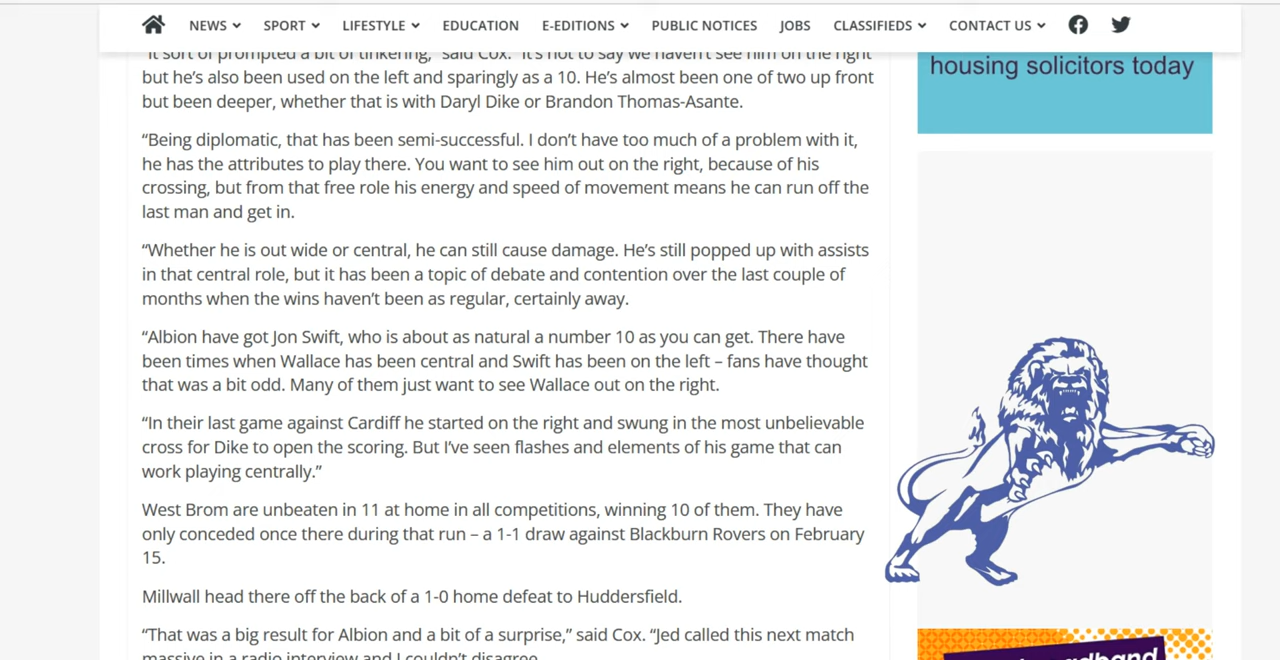 NEWS SPORT LIFESTYLE EDUCATION E-EDITIONS PUBLIC NOTICES JOBS CLASSIFIEDS CONTACT US
“It sort of prompted a bit of tinkering,” said Cox. “It’s not to say we haven’t see him on the right
but he’s also been used on the left and sparingly as a 10. He’s almost been one of two up front
but been deeper, whether that is with Daryl Dike or Brandon Thomas-Asante.
“Being diplomatic, that has been semi-successful. I don’t have too much of a problem with it,
he has the attributes to play there. You want to see him out on the right, because of his
crossing, but from that free role his energy and speed of movement means he can run off the
last man and get in.
“Whether he is out wide or central, he can still cause damage. He’s still popped up with assists
in that central role, but it has been a topic of debate and contention over the last couple of
months when the wins haven’t been as regular, certainly away.
“Albion have got Jon Swift, who is about as natural a number 10 as you can get. There have
been times when Wallace has been central and Swift has been on the left – fans have thought
that was a bit odd. Many of them just want to see Wallace out on the right.
“In their last game against Cardiff he started on the right and swung in the most unbelievable
cross for Dike to open the scoring. But I’ve seen flashes and elements of his game that can
work playing centrally.”
West Brom are unbeaten in 11 at home in all competitions, winning 10 of them. They have
only conceded once there during that run – a 1-1 draw against Blackburn Rovers on February
15.
Millwall head there off the back of a 1-0 home defeat to Huddersfield.
“That was a big result for Albion and a bit of a surprise,” said Cox. “Jed called this next match
massive in a radio interview and I couldn’t disagree.
housing solicitors today